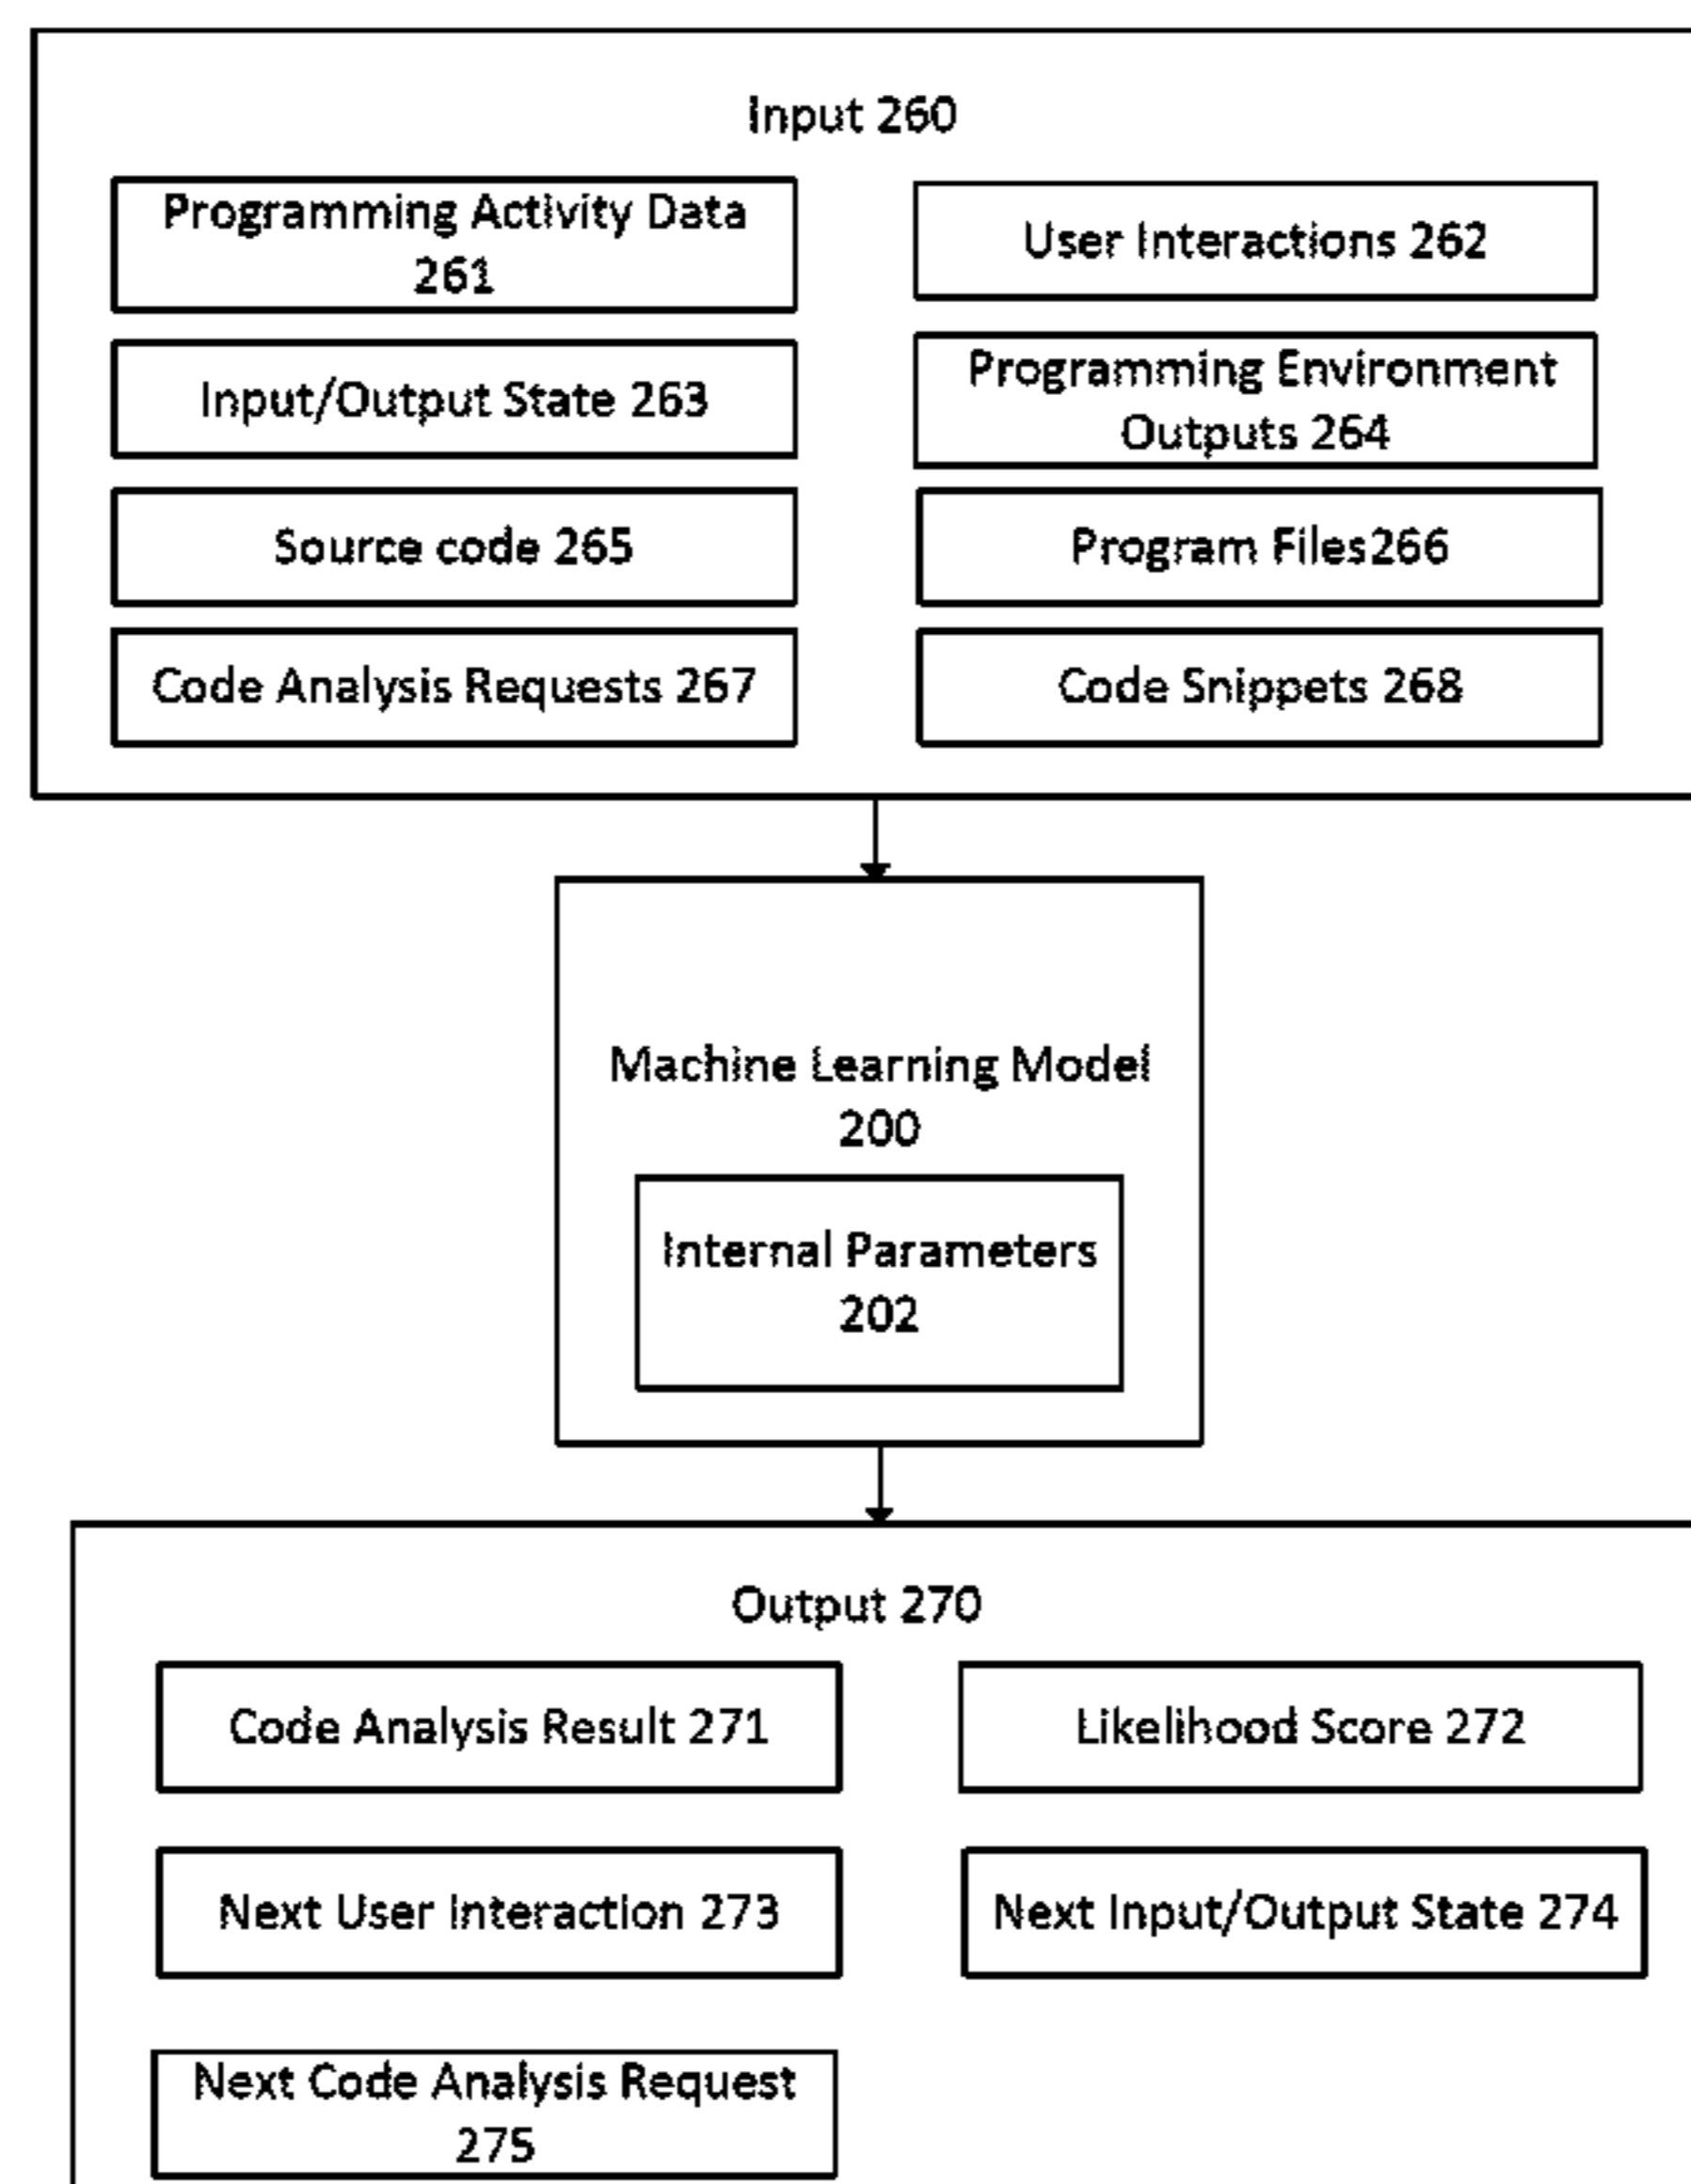 Input 260
Programming Activity Data
261
User Interactions 262
Input/Output State 263
Programming Environment
Outputs 264
Source code 265
Program Files266
Code Analysis Requests 267
Code Snippets 268
Machine Learning Model
200
Internal Parameters
202
Output 270
Code Analysis Result 271
Likelihood Score 272
Next User Interaction 273
Next Input/Output State 274
Next Code Analysis Request
275